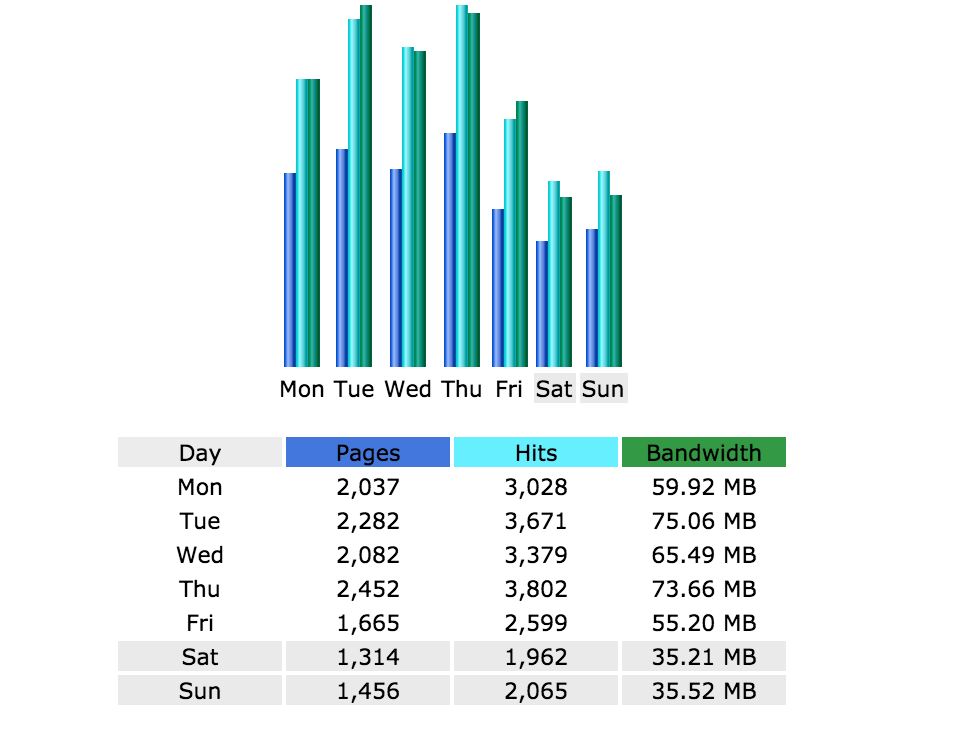 Mon Tue Wed Thu Fri Sat Sun
Day Pages Hits Bandwidth
Mon 2,037 3,028 59.92 MB
Tue 2,282 3,671 75.06 MB
Wed 2,082 3,379 65.49 MB
Thu 2,452 3,802 73.66 MB
Fri 1,665 2,599 55.20 MB
Sat 1,314 1,962 35.21 MB
Sun 1,456 2,065 35.52 MB